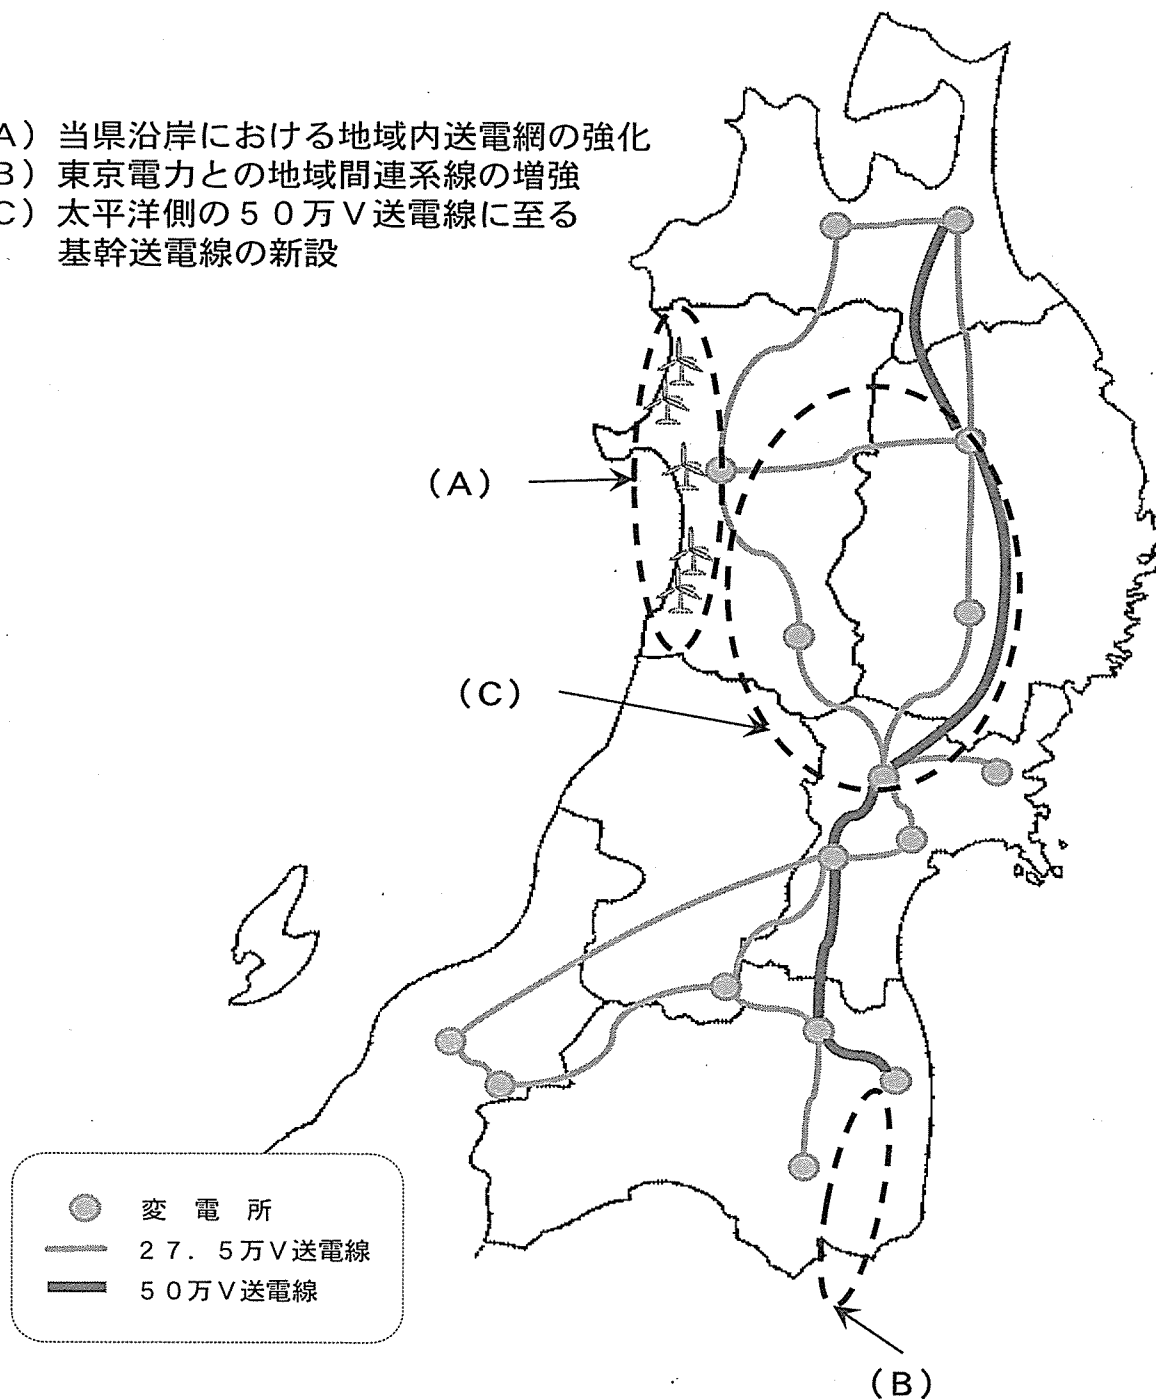 A）当県沿岸における地域内送電網の強化
B）東京電力との地域間連系線の増強
C）太平洋側の５０万Ｖ送電線に至る
基幹送電線の新設
（A）
（C）
変　電　所
２７．５万Ｖ送電線
５０万Ｖ送電線
（B）